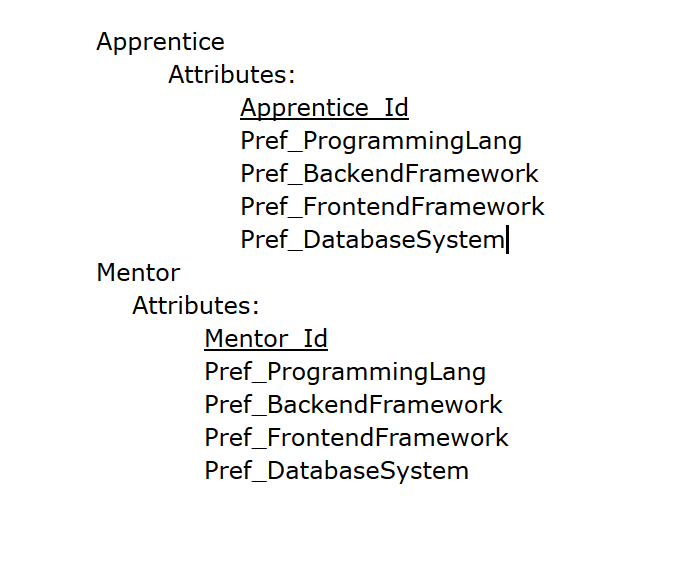 Apprentice
Attributes:
Apprentice_Id
Pref_ProgrammingLang
Pref_BackendFramework
Pref_FrontendFramework
Pref_DatabaseSystem
Mentor
Attributes:
Mentor_Id
Pref_ProgrammingLang
Pref_BackendFramework
Pref_FrontendFramework
Pref_DatabaseSystem